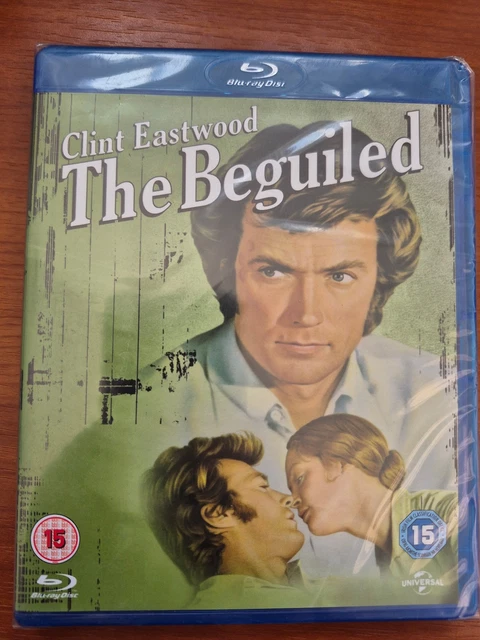 Blu-ray Disc
Clint Eastwood
The Beguiled
15
15
Blu-ray Disc
UNIVERSAL